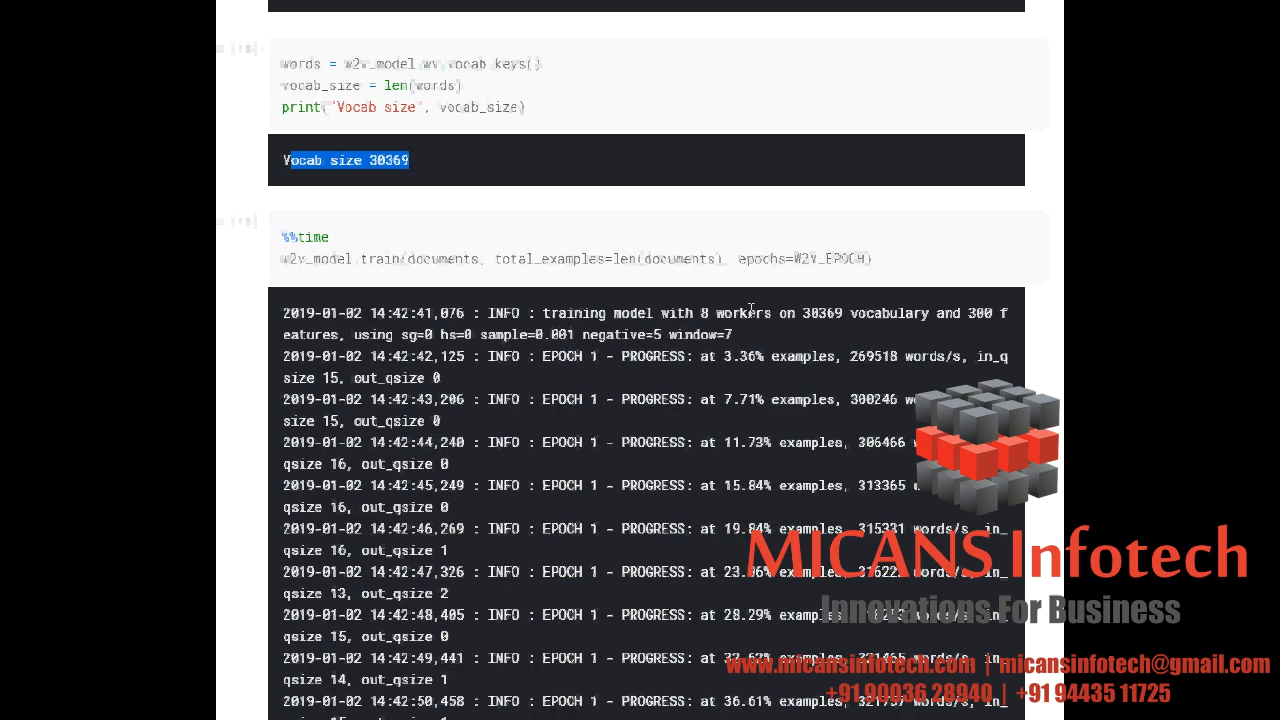 words = w2v_model.wv.vocab.keys()
vocab_size = len(words)
print("Vocab size", vocab_size)
Vocab size 30369
%%time
w2v_model.train(documents, total_examples=len(documents), epochs=W2V_EPOCH)
2019-01-02 14:42:41,076 : INFO : training model with 8 workers on 30369 vocabulary and 300 f
eatures, using sg=0 hs=0 sample=0.001 negative=5 window=7
2019-01-02 14:42:42,125 : INFO : EPOCH 1 - PROGRESS: at 3.36% examples, 269518 words/s, in_q
size 15, out_qsize 0
2019-01-02 14:42:43,206 : INFO : EPOCH 1 - PROGRESS: at 7.71% examples, 300246
size 15, out_qsize 0
2019-01-02 14:42:44,240 : INFO : EPOCH 1 - PROGRESS: at 11.73% examples, 306466
qsize 16, out_qsize 0
2019-01-02 14:42:45,249 : INFO : EPOCH 1 - PROGRESS: at 15.84% examples, 313365
qsize 16, out_qsize 0
2019-01-02 14:42:46,269 : INFO : EPOCH 1 - PROGRESS: at 19.84% examples, 315331 words/s, in_
qsize 16, out_qsize 1
2019-01-02 14:42:47,326 : INFO : EPOCH 1 - PROGRESS: at examples, words/s, in_
qsize 13, out_qsize 2
2019-01-02 14:42:48,405 : INFO : EPOCH 1 - PROGRESS: at 28.29% words/s, in_
qsize 15, out_qsize 0
2019-01-02 14:42:49,441 : INFO : EPOCH 1 - PROGRESS: at
qsize 14, out_qsize 1
2019-01-02 14:42:50,458 : INFO : EPOCH 1 - PROGRESS: at 36.61% examples, words/s, in_
MICANS Infotech
Innovations For Business
www.micansinfotech.com | micansinfotech@gmail.com
+91 90036 28940 | +91 94435 11725